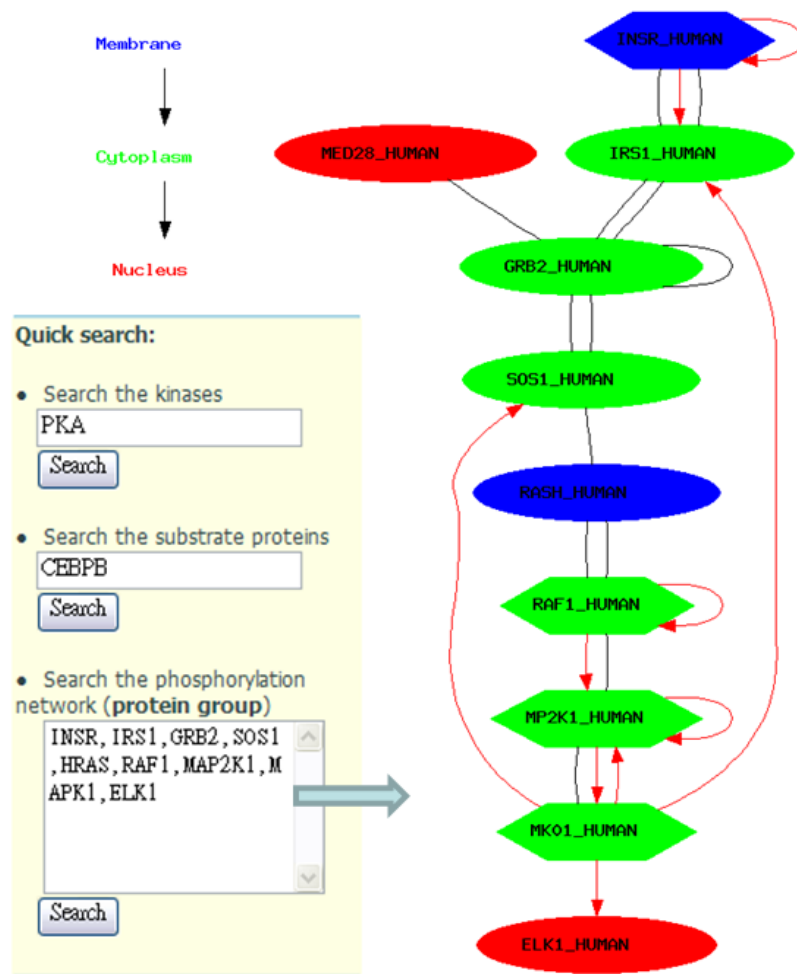 Membrane
Cytoplasm
Nucleus
Quick search:
• Search the kinases
PKA
Search
• Search the substrate proteins
CEBPB
Search
• Search the phosphorylation
network (protein group)
INSR,IRS1,GRB2,SOS1
,HRAS,RAF1,MAP2K1,M
APK1,ELK1
Search
INSR_HUMAN
MED28_HUMAN
IRS1_HUMAN
GRB2_HUMAN
SOS1_HUMAN
RASH_HUMAN
RAF1_HUMAN
MP2K1_HUMAN
MK01_HUMAN
ELK1_HUMAN